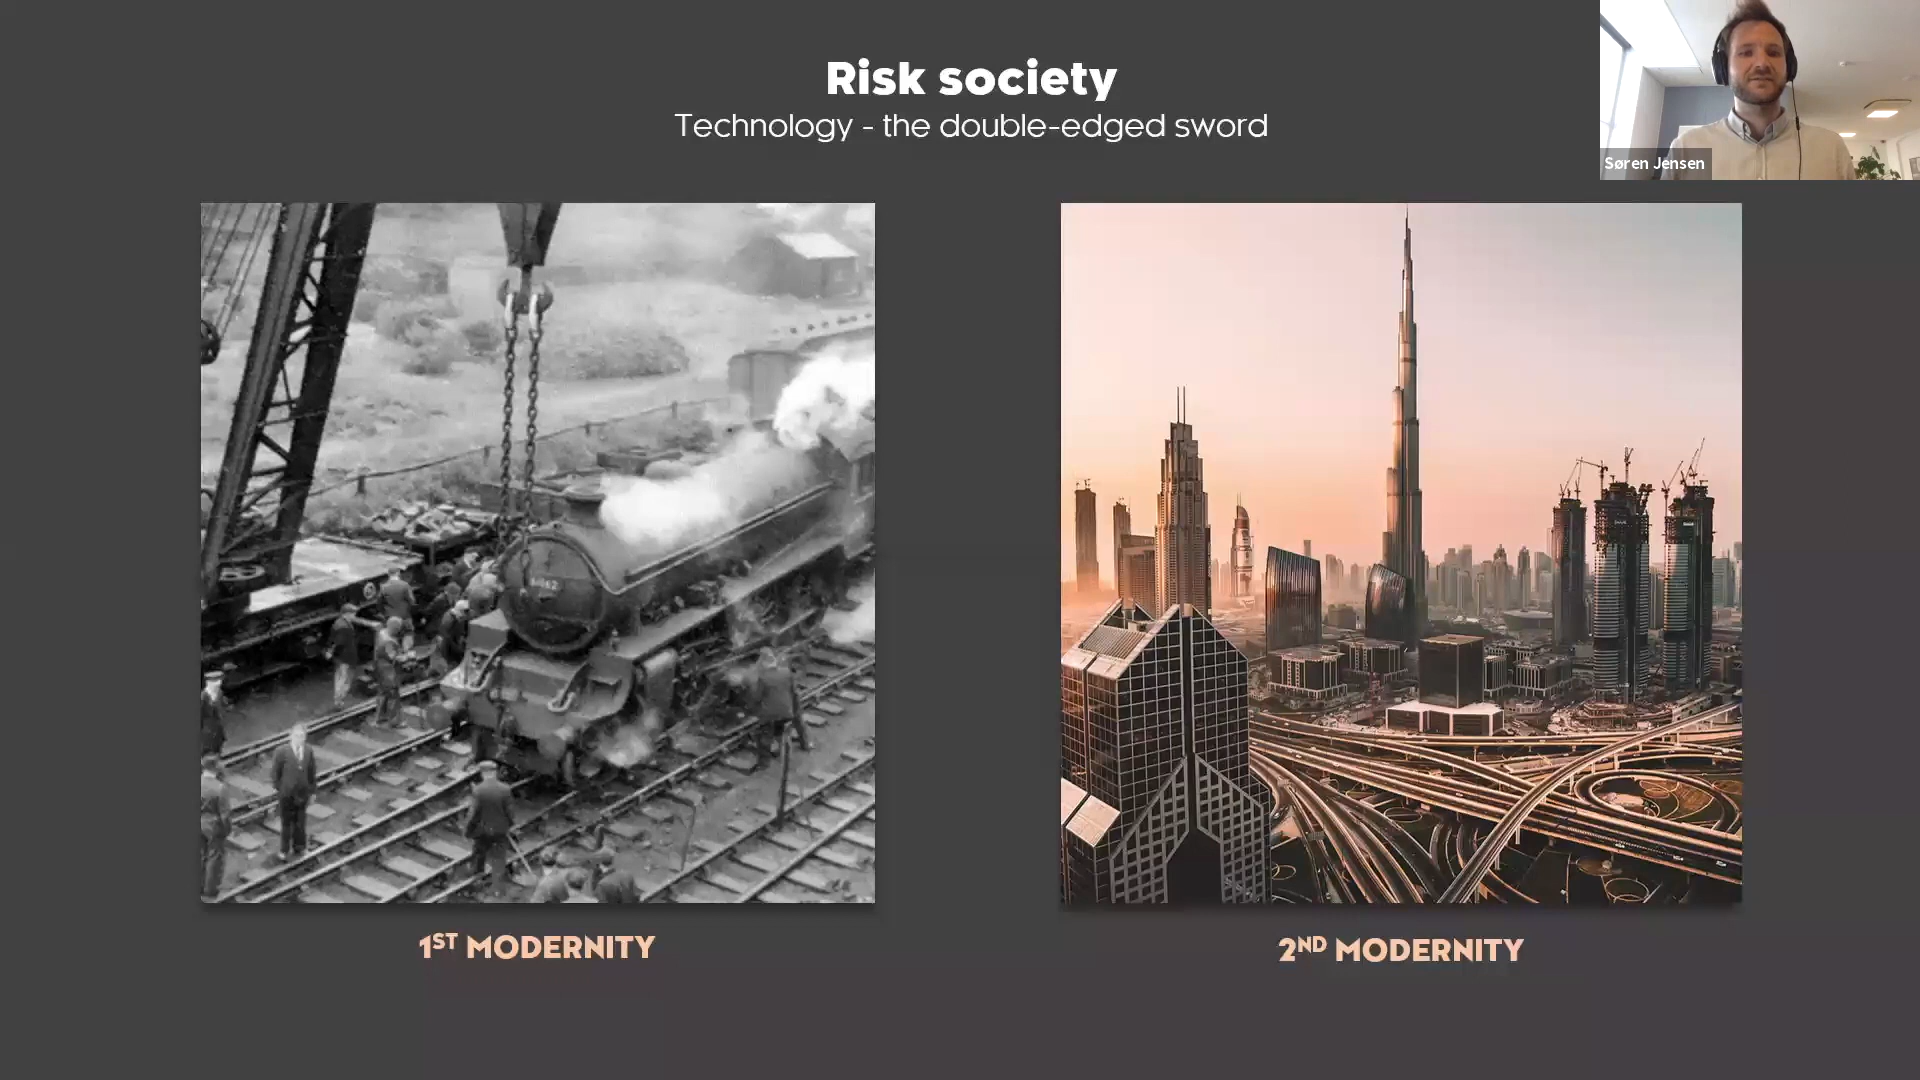 Risk society
Technology - the double-edged sword
Søren Jensen
1ST MODERNITY
2ND MODERNITY